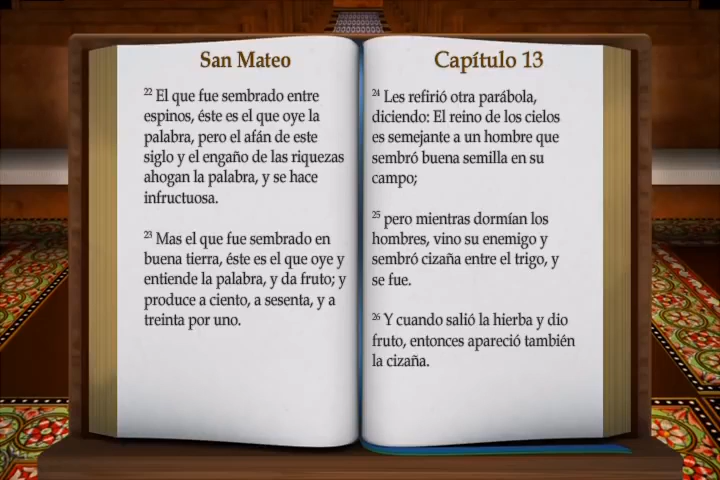 San Mateo
22 El que fue sembrado entre
espinos, éste es el que oye la
palabra, pero el afán de este
siglo y el engaño de las riquezas
ahogan la palabra, y se hace
infructuosa.
23 Mas el que fue sembrado en
buena tierra, éste es el que oye y
entiende la palabra, y da fruto; y
produce a ciento, a sesenta, y a
treinta por uno.
Capítulo 13
24 Les refirió otra parábola,
diciendo: El reino de los cielos
es semejante a un hombre que
sembró buena semilla en su
campo;
25 pero mientras dormían los
hombres, vino su enemigo y
sembró cizaña entre el trigo, y
se fue.
26 Y cuando salió la hierba y dio
fruto, entonces apareció también
la cizaña.